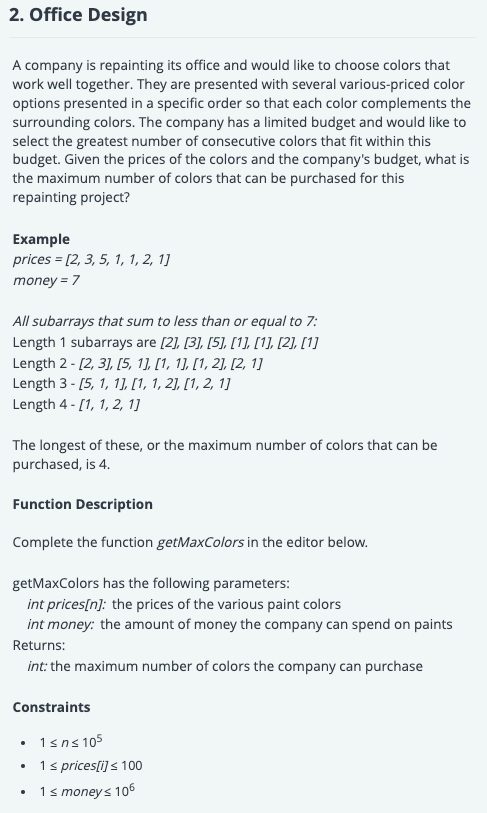 2. Office Design
A company is repainting its office and would like to choose colors that
work well together. They are presented with several various-priced color
options presented in a specific order so that each color complements the
surrounding colors. The company has a limited budget and would like to
select the greatest number of consecutive colors that fit within this
budget. Given the prices of the colors and the company's budget, what is
the maximum number of colors that can be purchased for this
repainting project?
Example
prices = [2, 3, 5, 1, 1, 2, 1]
money = 7
All subarrays that sum to less than or equal to 7:
Length 1 subarrays are [2], [3], [5], [1], [1], [2], [1]
Length 2 - [2, 3], [5, 1], [1, 1], [1, 2], [2, 1]
Length 3 - [5, 1, 1], [1, 1, 2], [1, 2, 1]
Length 4 - [1, 1, 2, 1]
The longest of these, or the maximum number of colors that can be
purchased, is 4.
Function Description
Complete the function getMaxColors in the editor below.
getMaxColors has the following parameters:
int prices[n]: the prices of the various paint colors
int money: the amount of money the company can spend on paints
Returns:
int: the maximum number of colors the company can purchase
Constraints
• 1 ≤ n ≤ 10⁵
• 1 ≤ prices[i] ≤ 100
• 1 ≤ money ≤ 10⁶